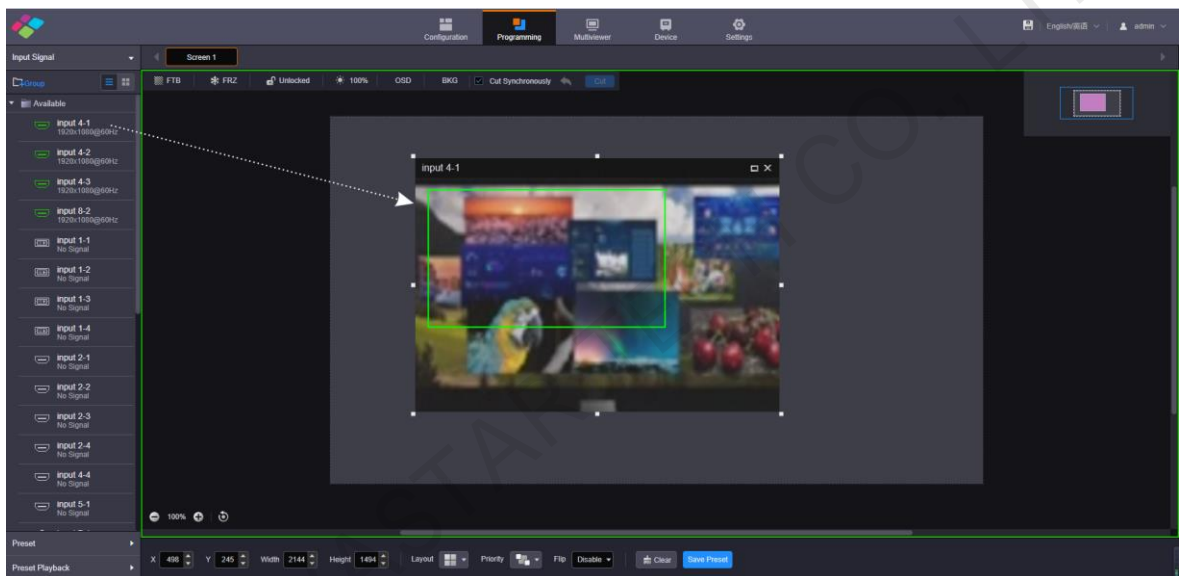 Configuration
Programming
Multiviewer
Device
Settings
English/英语
admin
Input Signal
Screen 1
Group
FTB
FRZ
Unlocked
100%
OSD
BKG
Cut Synchronously
Cut
Available
input 4-1
1920x1080@60Hz
input 4-2
1920x1080@60Hz
input 4-3
1920x1080@60Hz
input 8-2
1920x1080@60Hz
input 1-1
No Signal
input 1-2
No Signal
input 1-3
No Signal
input 1-4
No Signal
input 2-1
No Signal
input 2-2
No Signal
input 2-3
No Signal
input 2-4
No Signal
input 4-4
No Signal
input 5-1
No Signal
input 4-1
100%
Preset
Preset Playback
X 498 Y 245 Width 2144 Height 1494 Layout Priority Flip Disable Clear Save Preset